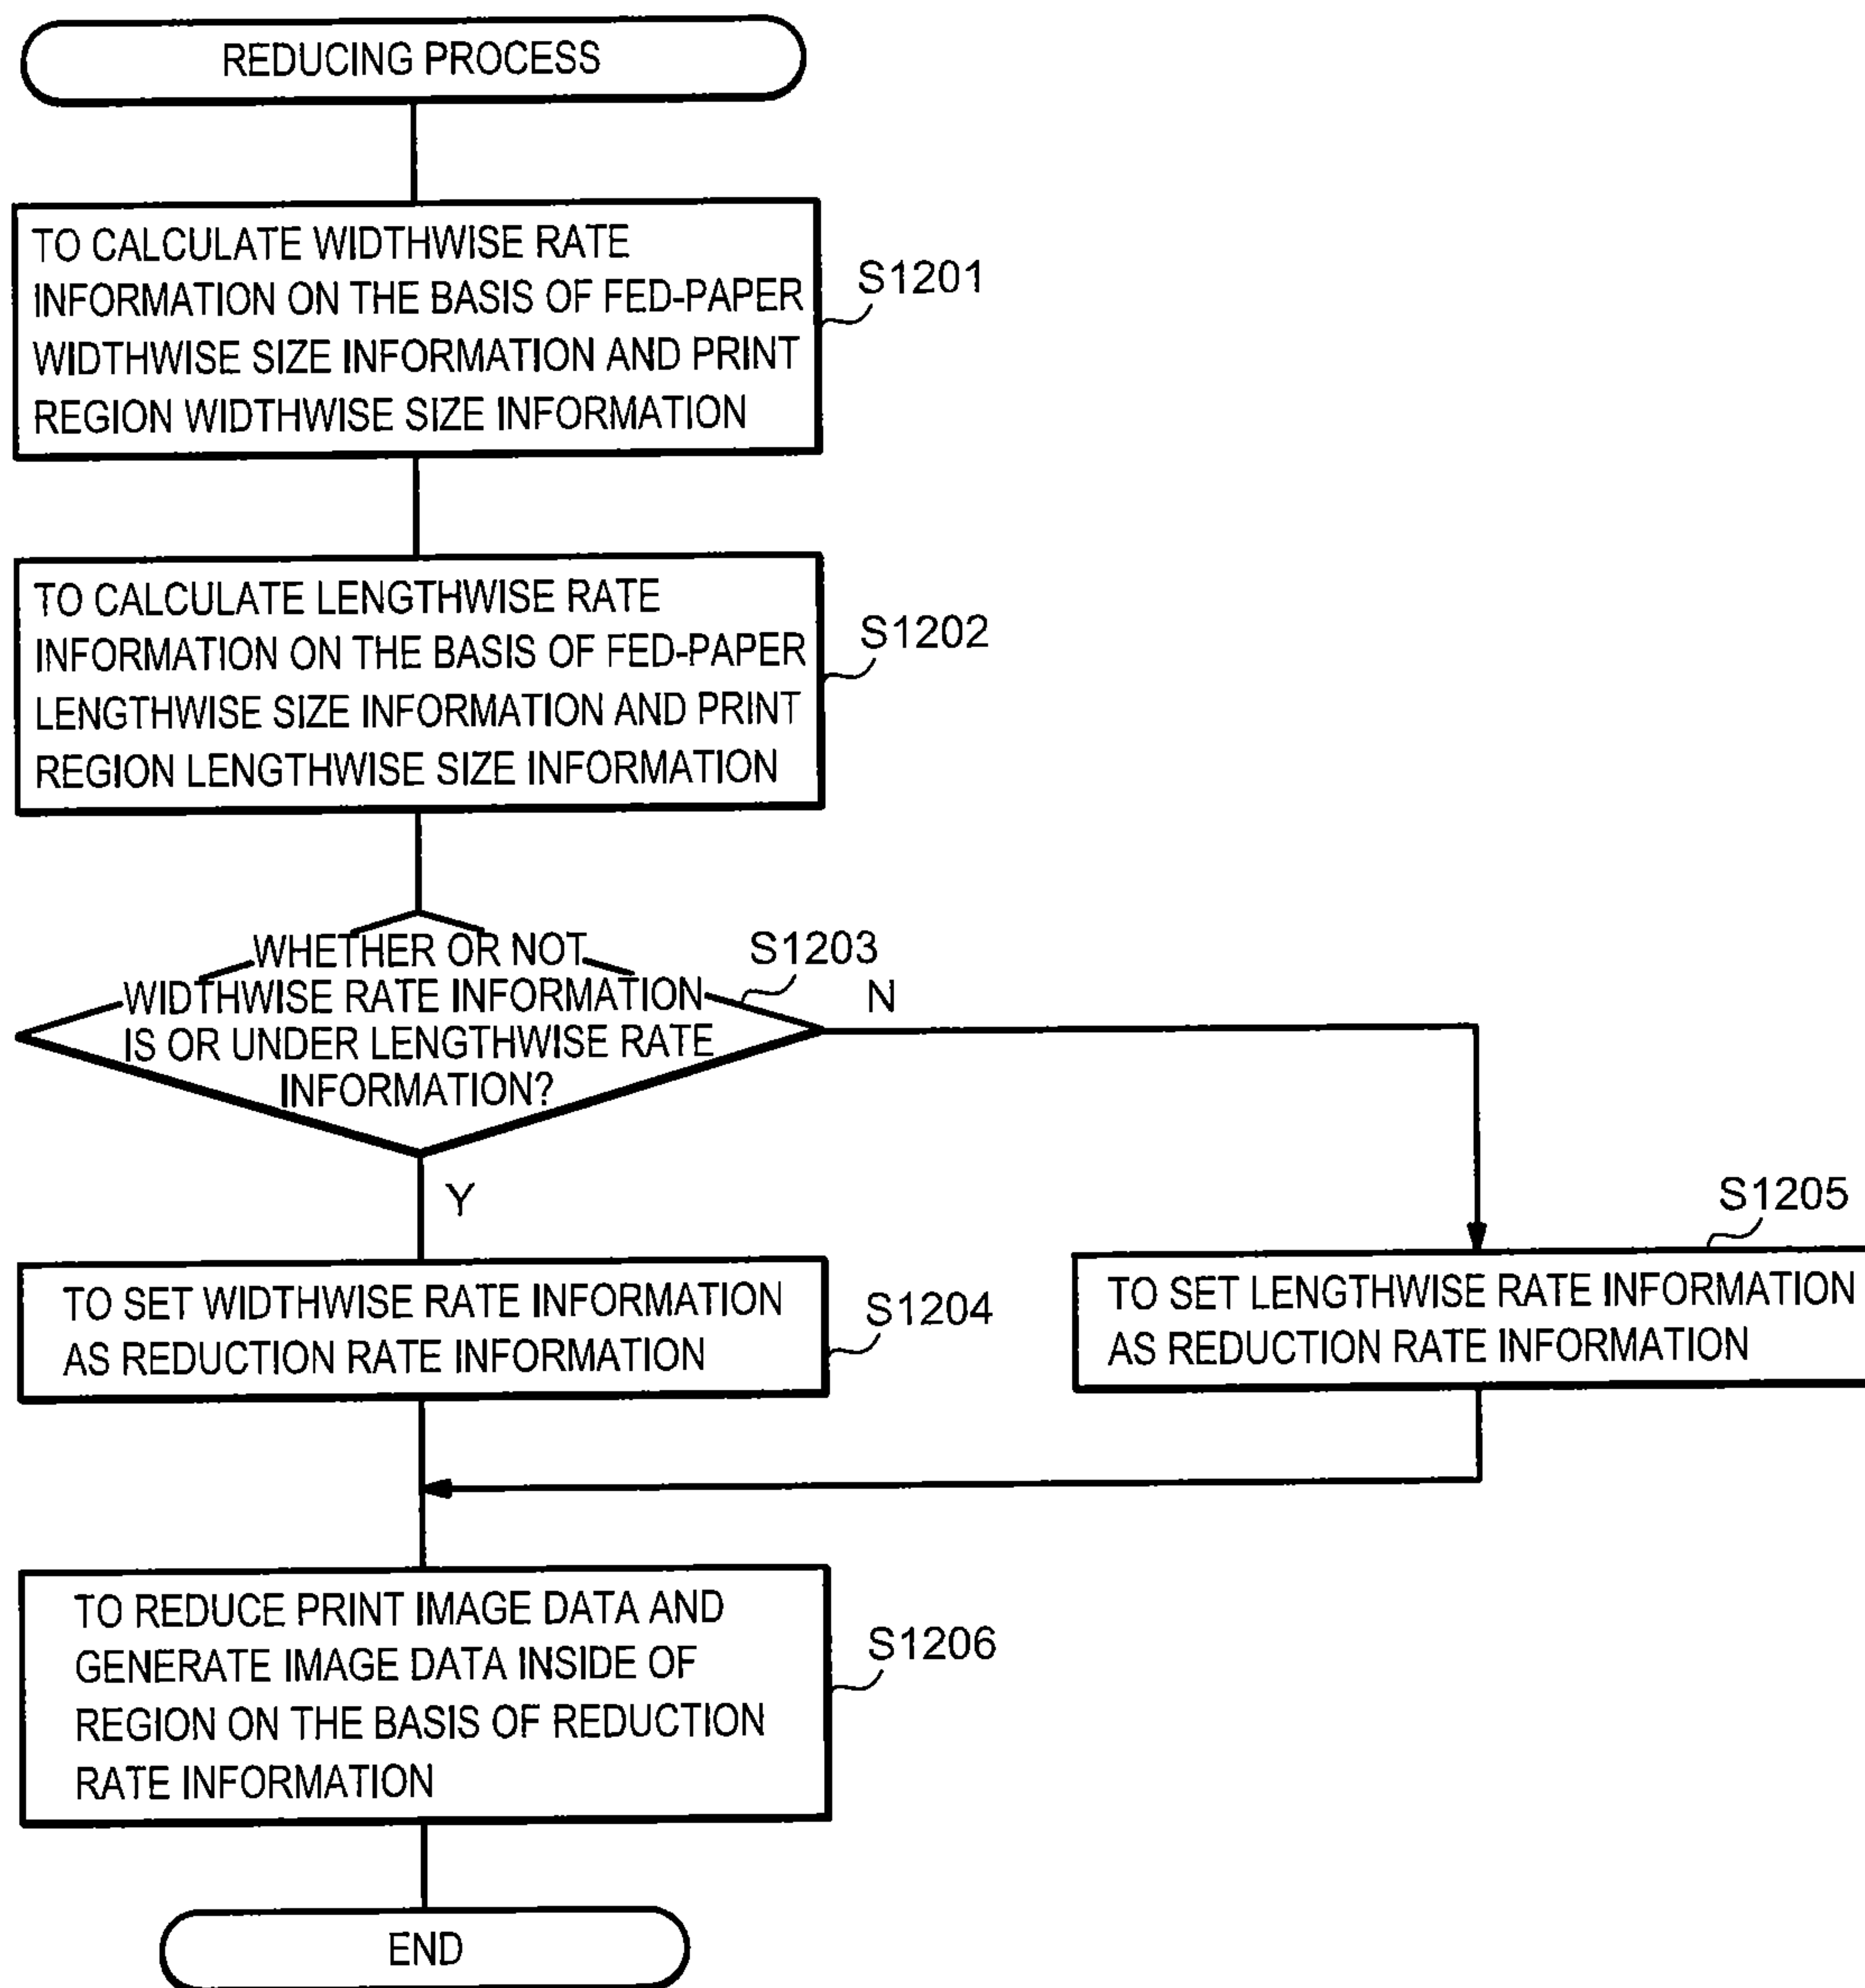 REDUCING PROCESS
TO CALCULATE WIDTHWISE RATE
INFORMATION ON THE BASIS OF FED-PAPER
WIDTHWISE SIZE INFORMATION AND PRINT
REGION WIDTHWISE SIZE INFORMATION
S1201
TO CALCULATE LENGTHWISE RATE
INFORMATION ON THE BASIS OF FED-PAPER
LENGTHWISE SIZE INFORMATION AND PRINT
REGION LENGTHWISE SIZE INFORMATION
S1202
WHETHER OR NOT
WIDTHWISE RATE INFORMATION
IS OR UNDER LENGTHWISE RATE
INFORMATION?
S1203
N
Y
TO SET WIDTHWISE RATE INFORMATION
AS REDUCTION RATE INFORMATION
S1204
S1205
TO SET LENGTHWISE RATE INFORMATION
AS REDUCTION RATE INFORMATION
TO REDUCE PRINT IMAGE DATA AND
GENERATE IMAGE DATA INSIDE OF
REGION ON THE BASIS OF REDUCTION
RATE INFORMATION
S1206
END